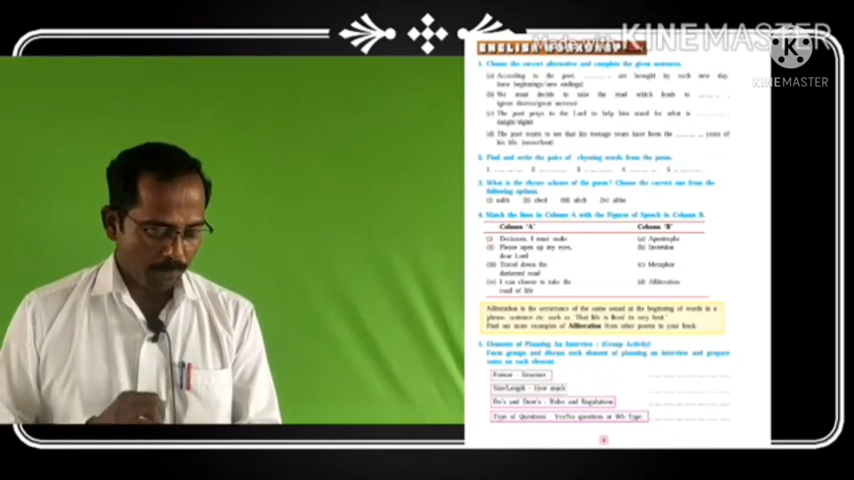 Made with KINEMASTER
KINEMASTER
ENGLISH WORKSHOP
1. Choose the correct alternative and complete the given sentences.
(a) According to the poet ............ are brought by each new day.
(new beginnings/new endings)
(b) We must decide to take the road which leads to ............ .
(great distress/great success)
(c) The poet prays to the Lord to help him stand for what is ............ .
(might/right)
(d) The poet wants to see that his teenage years have been the ............ years of
his life. (worst/best)
2. Find and write the pairs of rhyming words from the poem.
1. ............ 2. ............ 3. ............ 4. ............ 5. ............
3. What is the rhyme scheme of the poem? Choose the correct one from the
following options.
(i) aabb (ii) abcd (iii) abcb (iv) abba
4. Match the lines in Column A with the Figures of Speech in Column B.
Column 'A' Column 'B'
(i) Decisions, I must make (a) Apostrophe
(ii) Please open up my eyes, (b) Inversion
dear Lord
(iii) Travel down the (c) Metaphor
darkened road
(iv) I can choose to take the (d) Alliteration
road of life
Alliteration is the occurrence of the same sound at the beginning of words in a
phrase sentence etc such as 'That life is lived its very best'
Find out more examples of Alliteration from other poems in your book.
5. Elements of Planning An Interview : (Group Activity)
Form groups and discuss each element of planning an interview and prepare
notes on each element.
Format - Structure
Size/Length - How much
Do's and Dont's - Rules and Regulations
Type of Questions Yes/No questions or Wh Type.